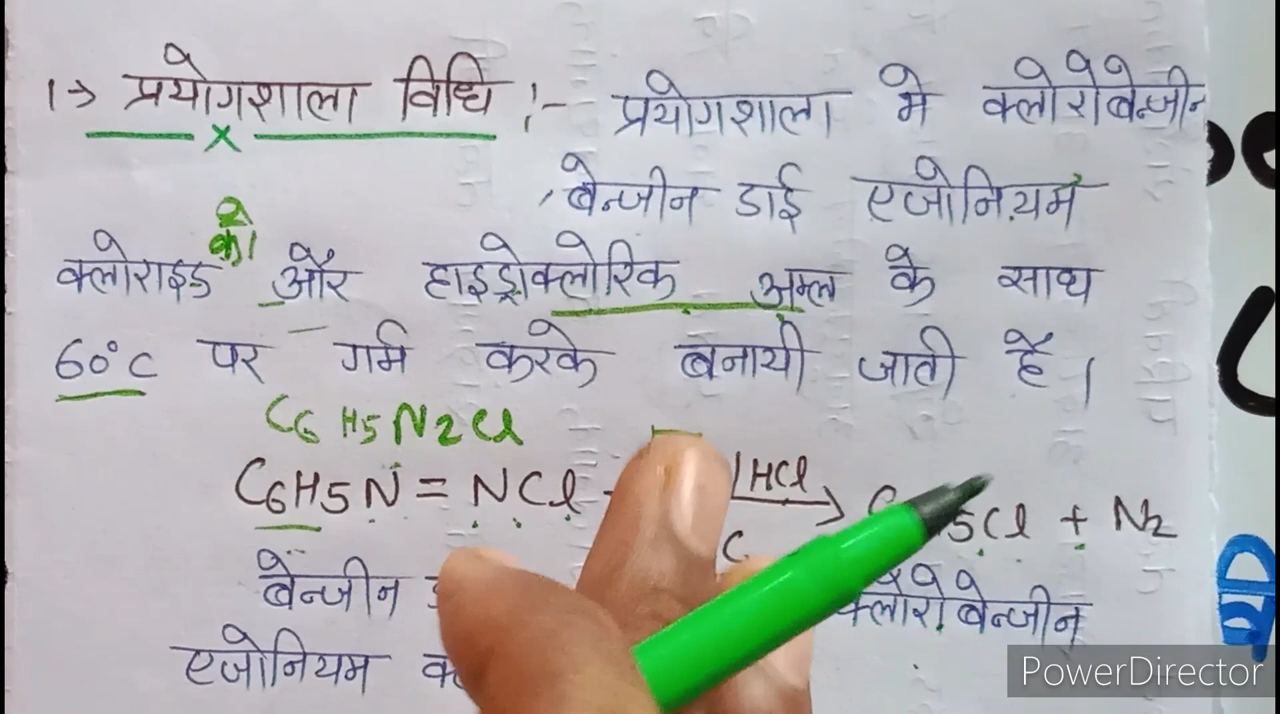 1→ प्रयोगशाला विधि :- प्रयोगशाला मे क्लोरोबेन्जीन
बेन्जीन डाई एजोनियम
को
क्लोराइड और हाइड्रोक्लोरिक अम्ल के साथ
60°C पर गर्म करके बनायी जाती है।
C6H5N2Cl
C6H5N = NCl HCl → 5Cl + N2
बेन्जीन क्लोरोबेन्जीन
एजोनियम
PowerDirector